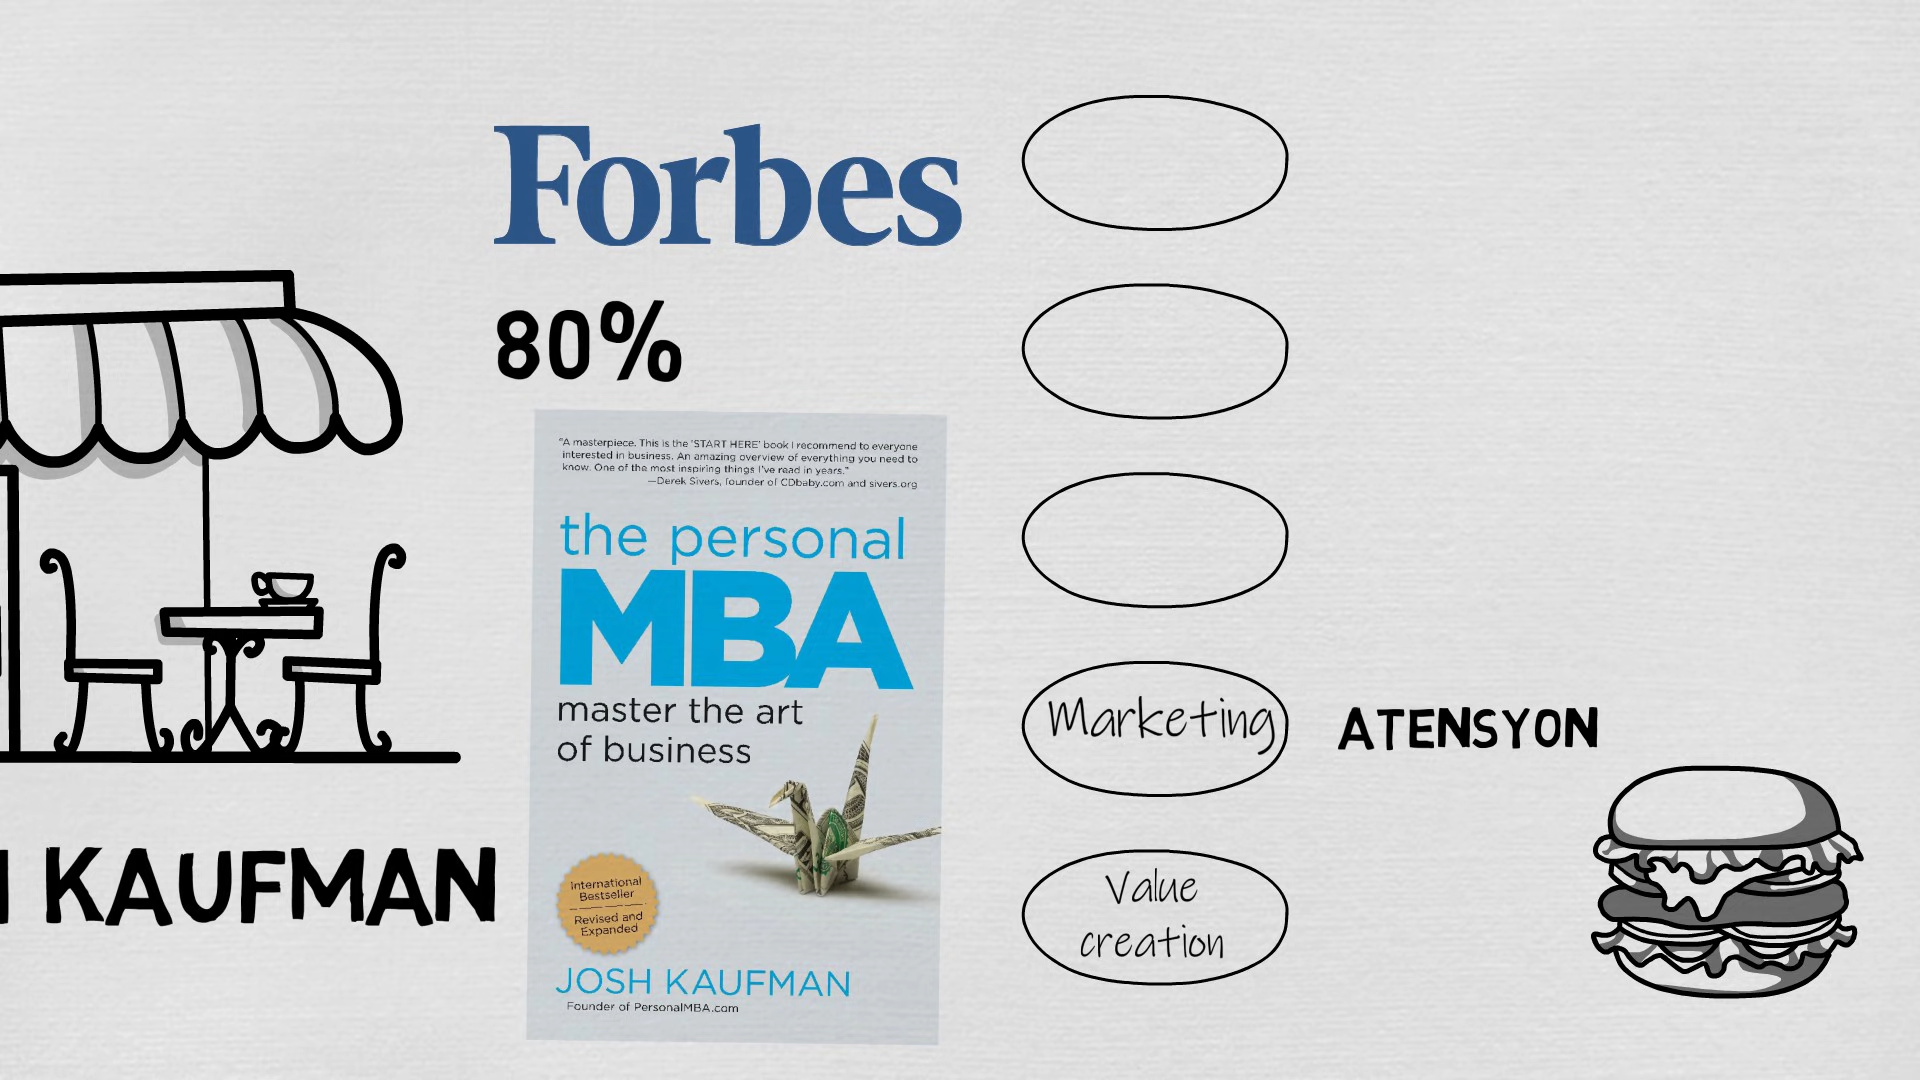 Forbes
80%
"A masterpiece. This is the 'START HERE' book I recommend to everyone
interested in business. An amazing overview of everything you need to
know. One of the most inspiring things I've read in years."
—Derek Sivers, founder of CDbaby.com and sivers.org
the personal
MBA
master the art
of business
International
Bestseller
Revised and
Expanded
JOSH KAUFMAN
Founder of PersonalMBA.com
KAUFMAN
Marketing
ATENSYON
Value
creation